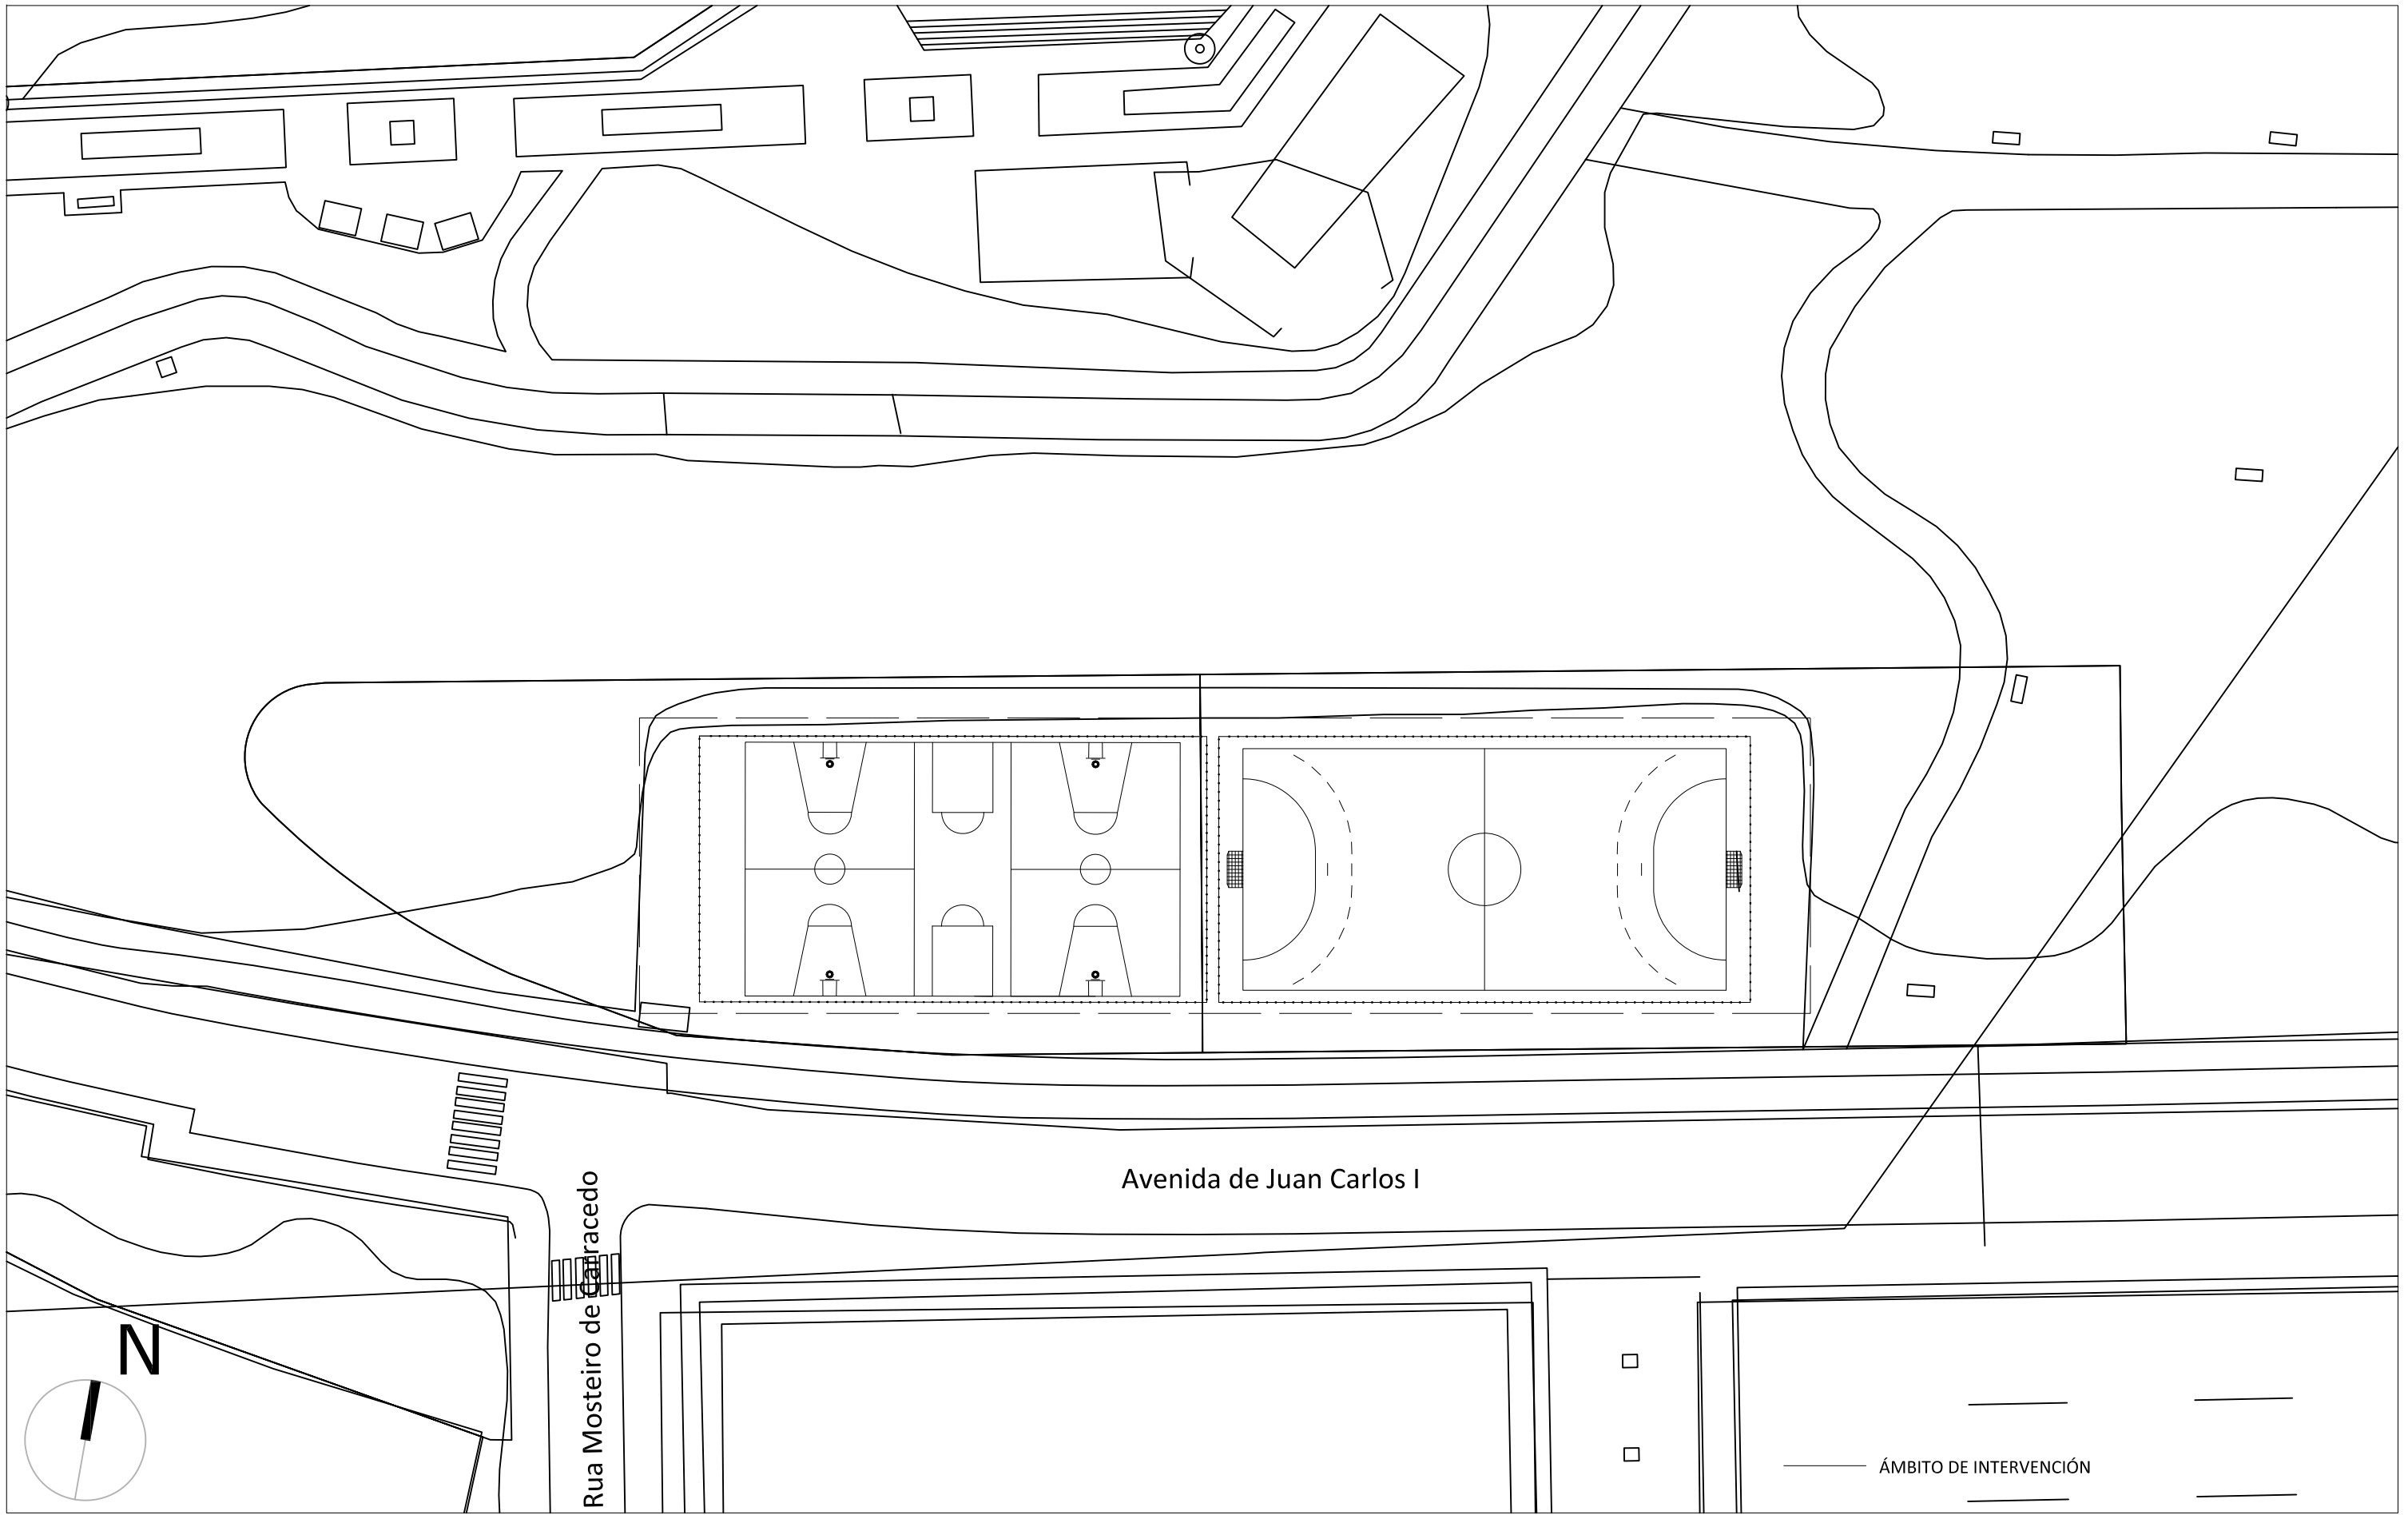 Avenida de Juan Carlos I
Rua Mosteiro de Carracedo
N
ÁMBITO DE INTERVENCIÓN